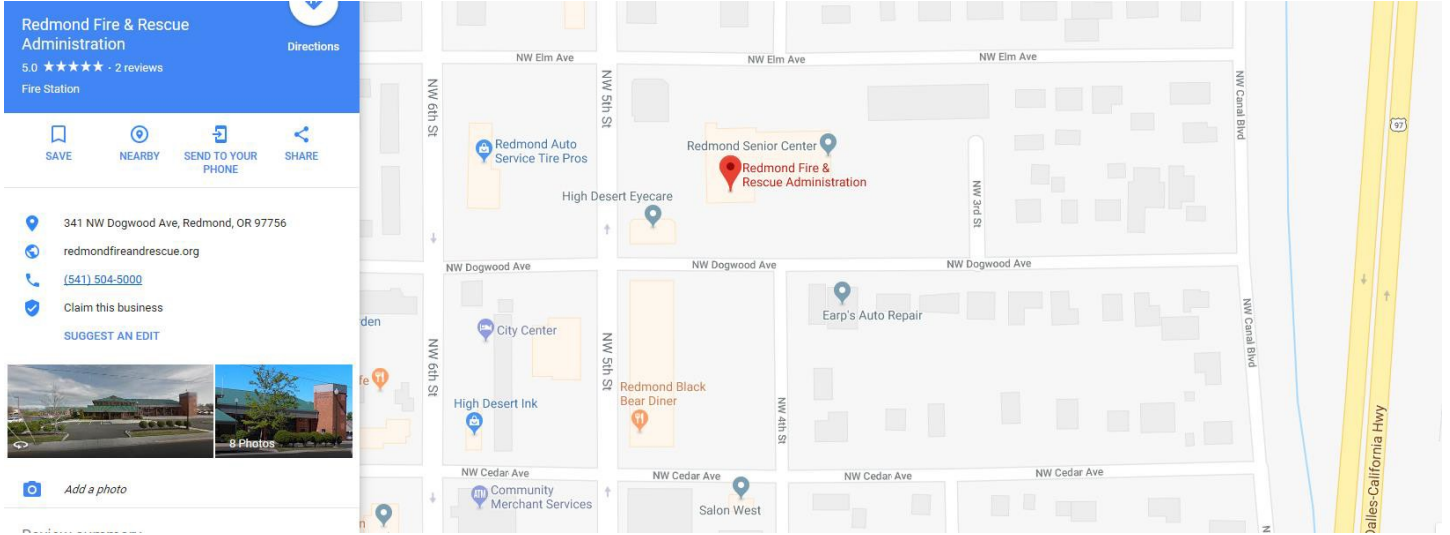 Redmond Fire & Rescue
Administration
Directions
5.0 ★★★★★ - 2 reviews
Fire Station
SAVE
NEARBY
SEND TO YOUR
PHONE
SHARE
341 NW Dogwood Ave, Redmond, OR 97756
redmondfireandrescue.org
(541) 504-5000
Claim this business
SUGGEST AN EDIT
8 Photos
Add a photo
NW Elm Ave
NW Elm Ave
NW Elm Ave
NW 6th St
NW 5th St
NW Canal Blvd
97
Redmond Auto
Service Tire Pros
Redmond Senior Center
Redmond Fire &
Rescue Administration
High Desert Eyecare
NW 3rd St
NW Dogwood Ave
NW Dogwood Ave
NW Dogwood Ave
den
City Center
Earp's Auto Repair
NW 6th St
NW 5th St
NW Canal Blvd
fe
High Desert Ink
Redmond Black
Bear Diner
NW 4th St
NW Cedar Ave
NW Cedar Ave
NW Cedar Ave
NW Cedar Ave
ATM
Community
Merchant Services
Salon West
Dalles-California Hwy
n
N